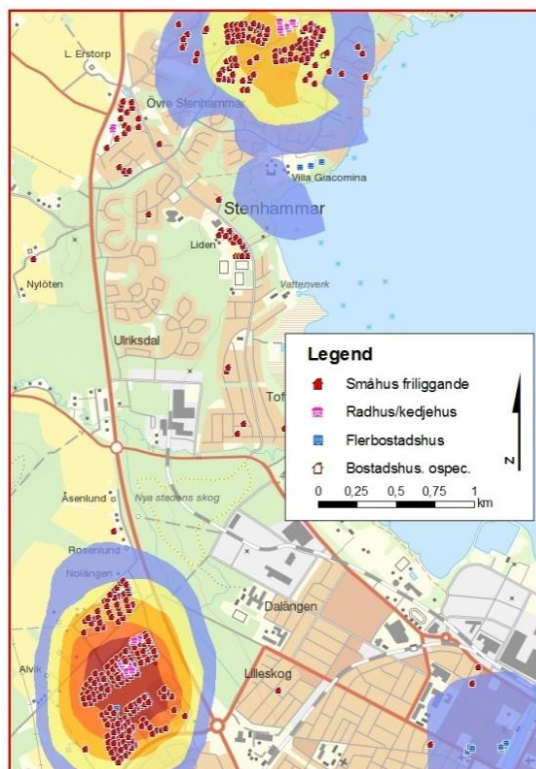 L. Erstorp
Övre Stenhammar
Villa Giacomina
Stenhammar
Liden
Nylöten
Vattenverk
Ulriksdal
Legend
Småhus friliggande
Radhus/kedjehus
Flerbostadshus
Bostadshus. ospec.
0 0,25 0,5 0,75 1
km
N
Tof
Åsenlund
Nya stadens skog
Rosenlund
Nolängen
Dalängen
Alvik
Lilleskog